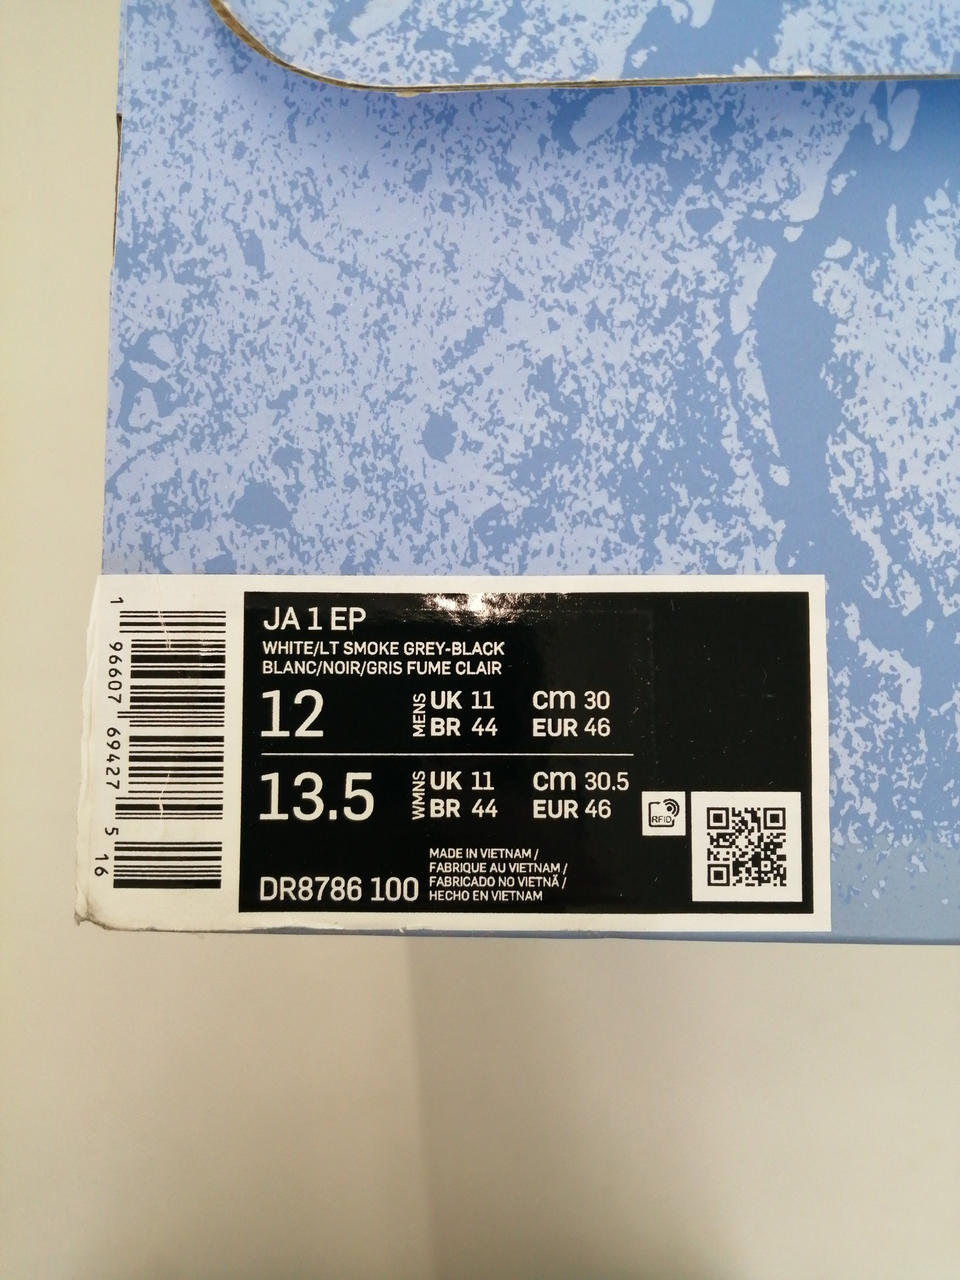 1 96607 69427 5 16
JA 1 EP
WHITE/LT SMOKE GREY-BLACK
BLANC/NOIR/GRIS FUME CLAIR
12 MENS UK 11 cm 30
BR 44 EUR 46
13.5 WMNS UK 11 cm 30.5
BR 44 EUR 46
RFID
MADE IN VIETNAM /
FABRIQUE AU VIETNAM /
FABRICADO NO VIETNÃ /
DR8786 100 HECHO EN VIETNAM